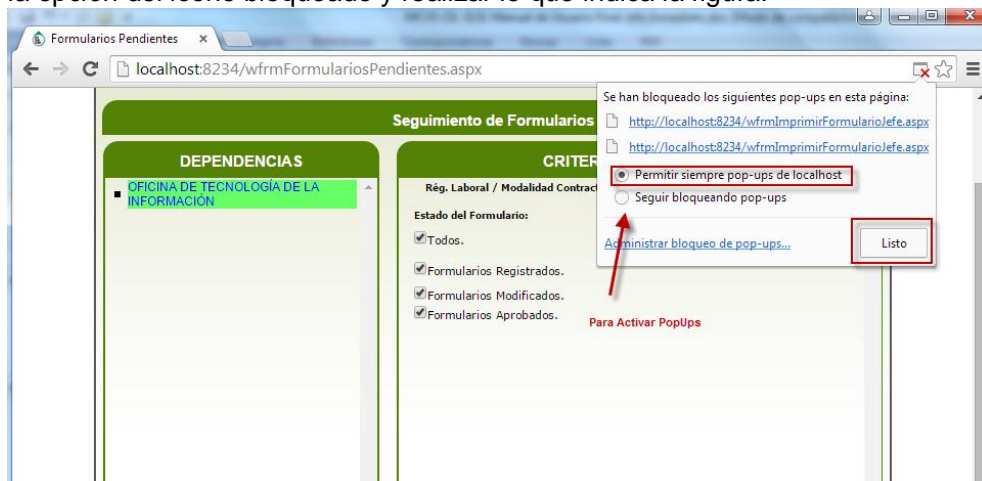 la opción del icono bloqueado y realizar lo que indica la figura.
Formularios Pendientes x
localhost:8234/wfrmFormulariosPendientes.aspx
Se han bloqueado los siguientes pop-ups en esta página:
http://localhost:8234/wfrmImprimirFormularioJefe.aspx
http://localhost:8234/wfrmImprimirFormularioJefe.aspx
Permitir siempre pop-ups de localhost
Seguir bloqueando pop-ups
Administrar bloqueo de pop-ups...
Listo
Seguimiento de Formularios
DEPENDENCIAS
OFICINA DE TECNOLOGÍA DE LA
INFORMACIÓN
CRITER
Rég. Laboral / Modalidad Contract
Estado del Formulario:
Todos.
Formularios Registrados.
Formularios Modificados.
Formularios Aprobados.
Para Activar PopUps